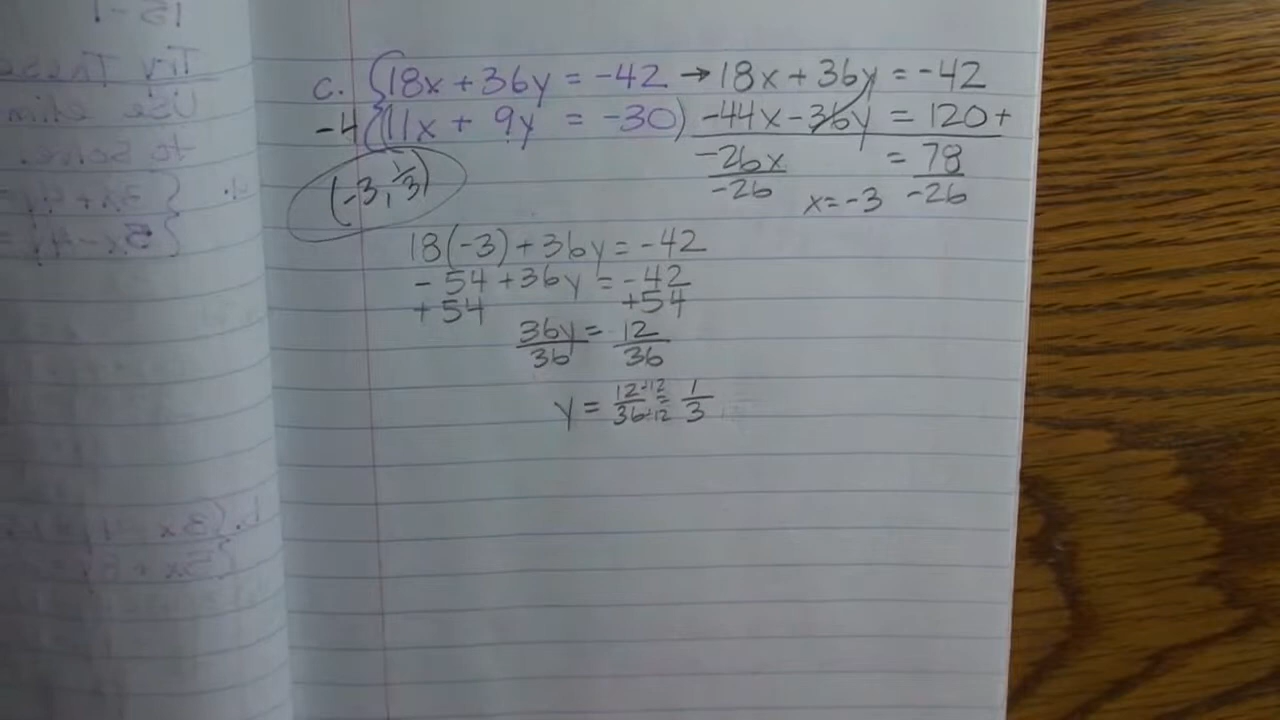 c. {18x + 36y = -42 → 18x + 36y = -42
-4(11x + 9y = -30) -44x - 36y = 120 +
-26x = 78
-26 -26
x = -3
(-3, 1/3)
18(-3) + 36y = -42
- 54 + 36y = -42
+ 54 +54
36y = 12
36 36
y = 12÷12 = 1
36÷12 3